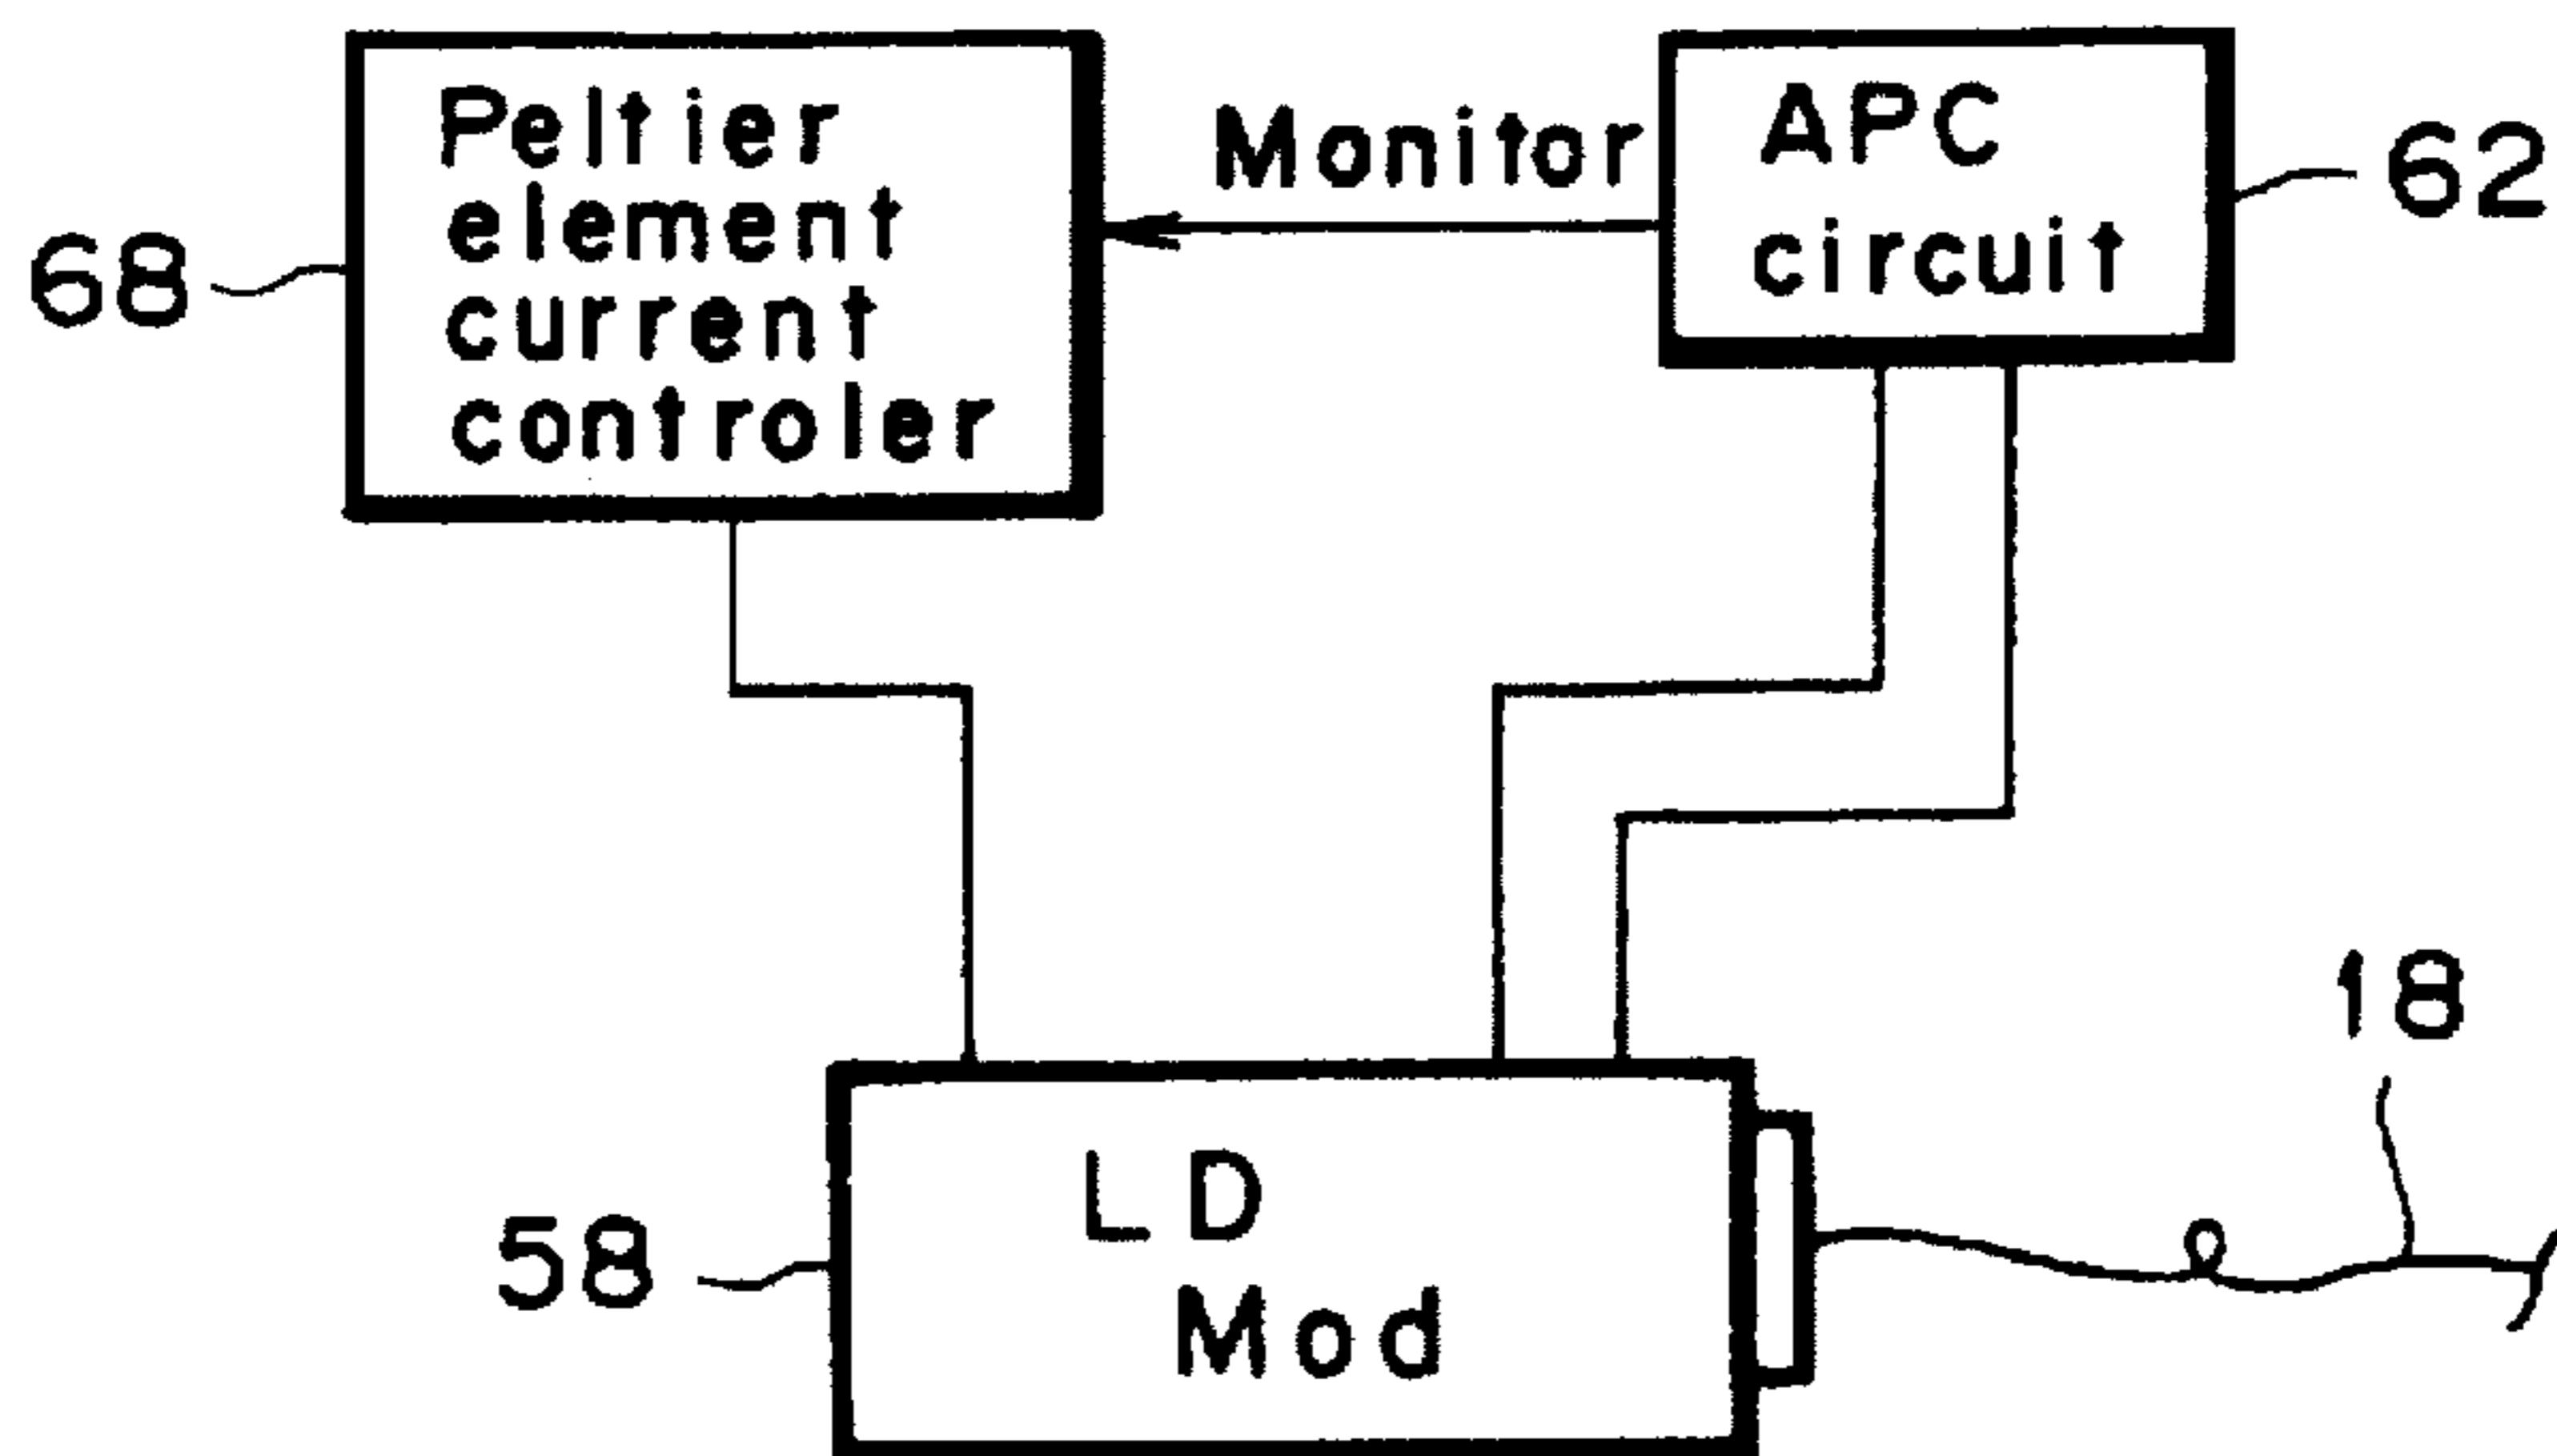 Peltier
element
current
controler
68
Monitor
APC
circuit
62
18
58
LD
Mod